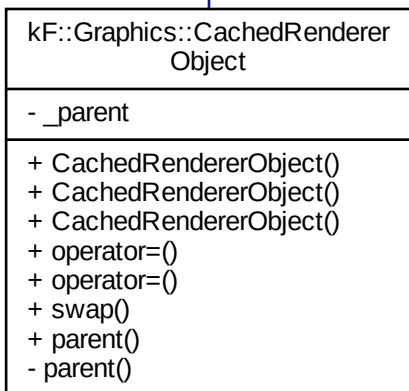 kF::Graphics::CachedRenderer
Object
- _parent
+ CachedRendererObject()
+ CachedRendererObject()
+ CachedRendererObject()
+ operator=()
+ operator=()
+ swap()
+ parent()
- parent()